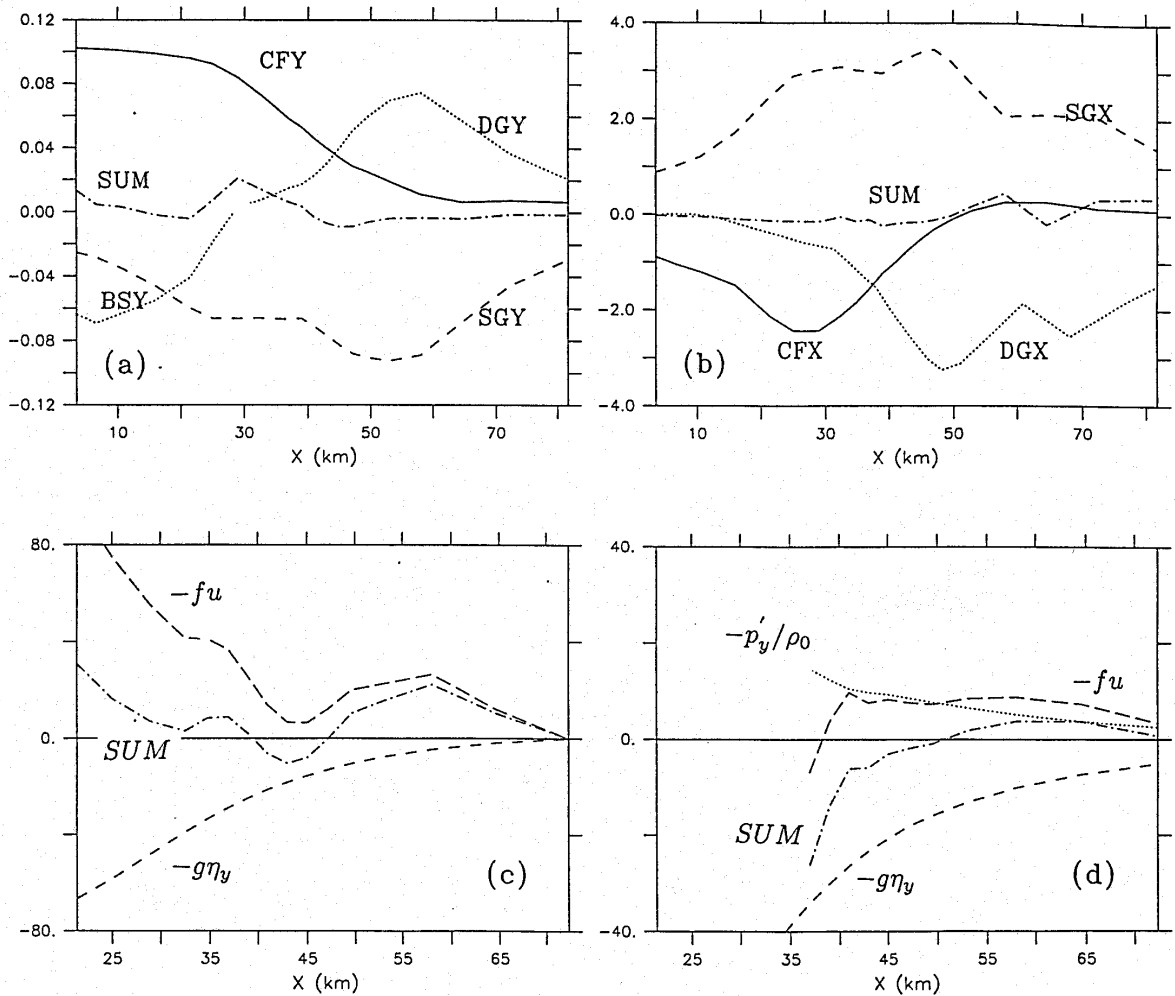 0.12
0.08
0.04
0.00
-0.04
-0.08
-0.12
CFY
DGY
SUM
BSY
SGY
(a)
10 30 50 70
X (km)
4.0
2.0
0.0
-2.0
-4.0
SGX
SUM
CFX
DGX
(b)
10 30 50 70
X (km)
80.
0.
-80.
-fu
SUM
-gη_y
(c)
25 35 45 55 65
X (km)
40.
0.
-40.
-p'_y/ρ_0
-fu
SUM
-gη_y
(d)
25 35 45 55 65
X (km)